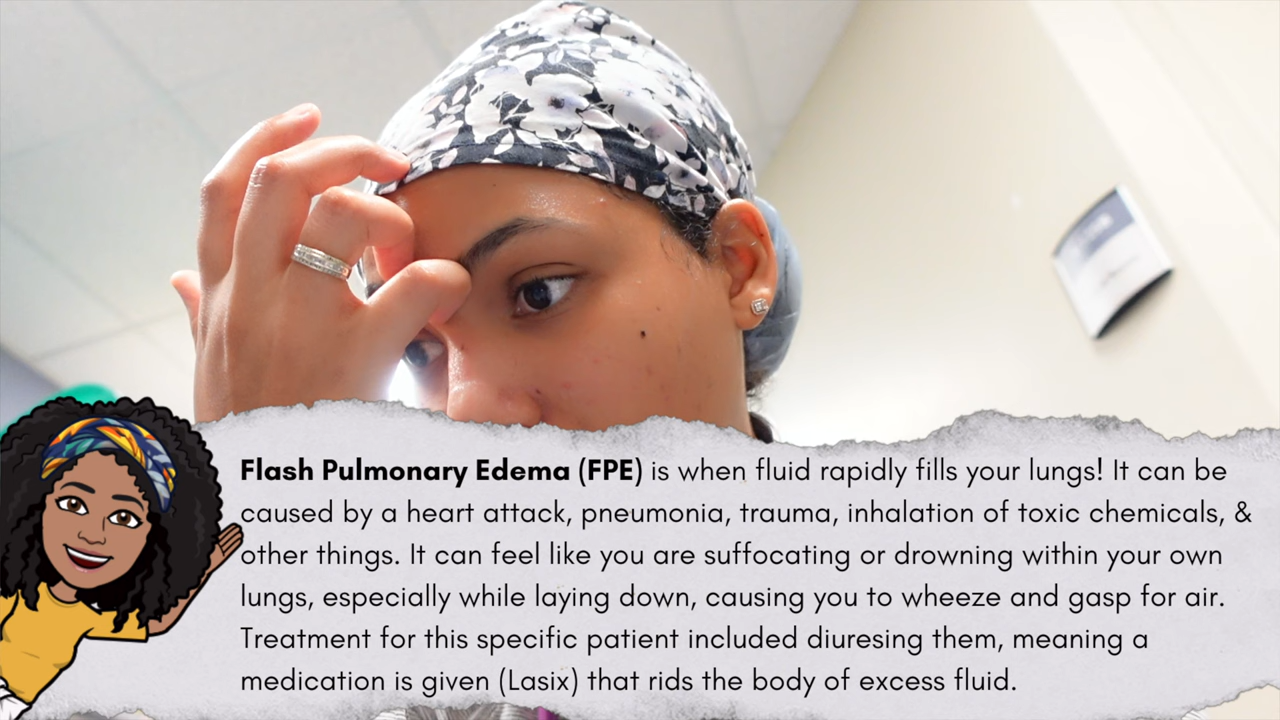 Flash Pulmonary Edema (FPE) is when fluid rapidly fills your lungs! It can be
caused by a heart attack, pneumonia, trauma, inhalation of toxic chemicals, &
other things. It can feel like you are suffocating or drowning within your own
lungs, especially while laying down, causing you to wheeze and gasp for air.
Treatment for this specific patient included diuresing them, meaning a
medication is given (Lasix) that rids the body of excess fluid.